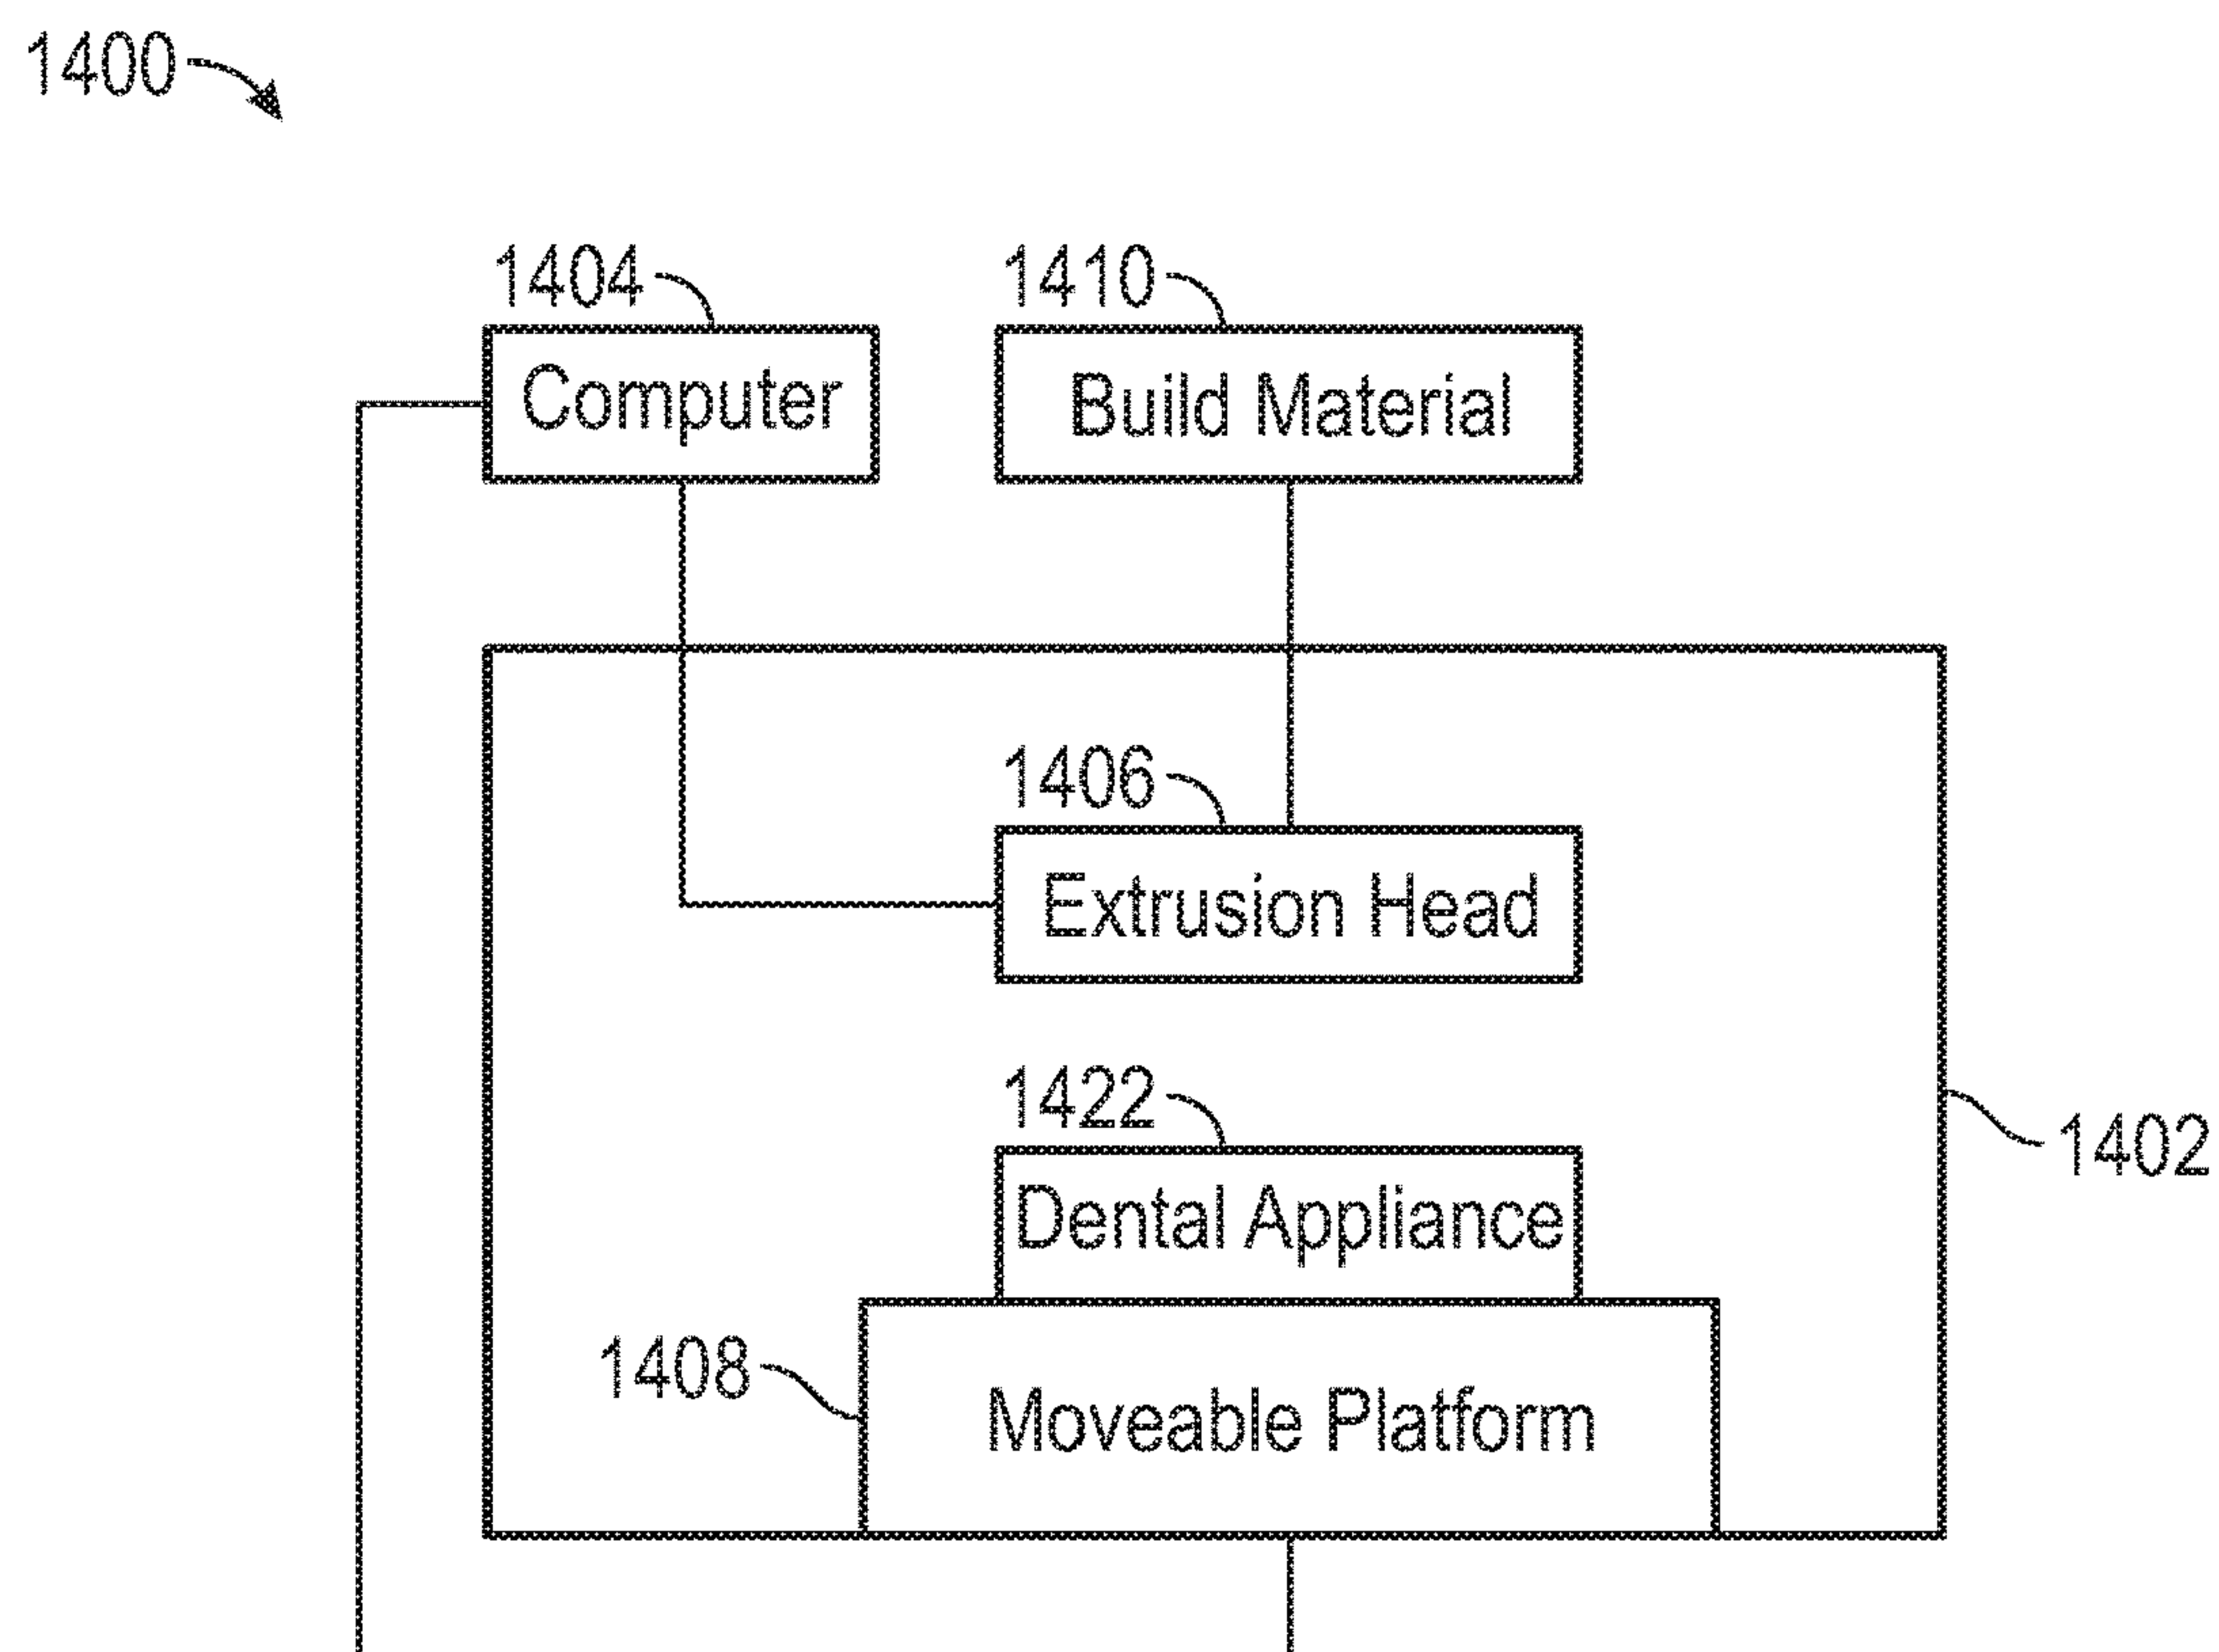 1400
1404
1410
Computer
Build Material
1406
Extrusion Head
1422
1402
Dental Appliance
1408
Moveable Platform